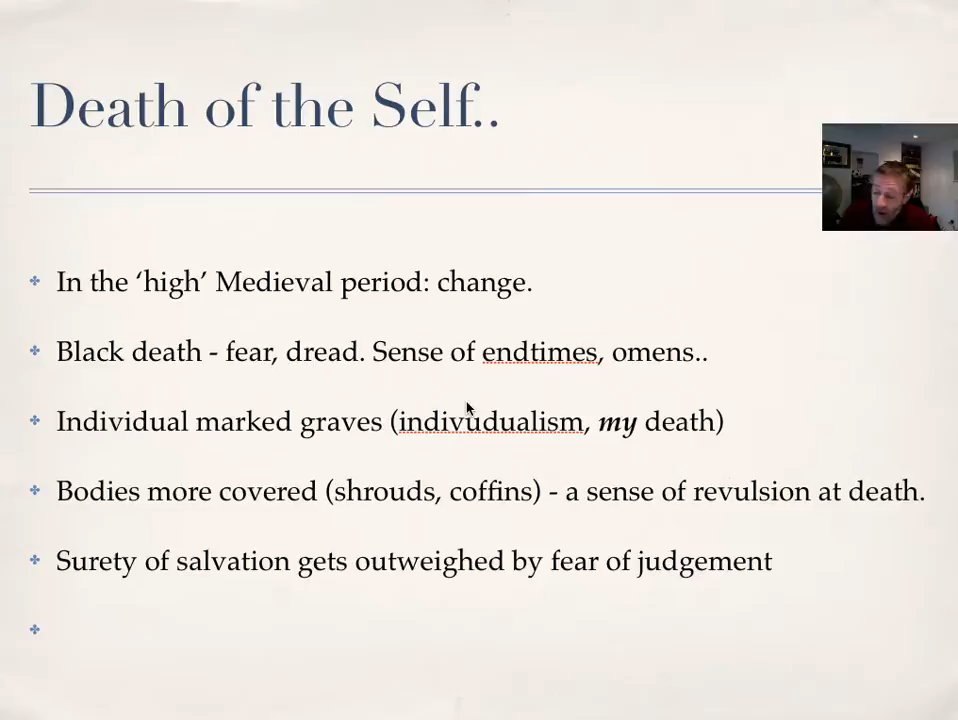 Death of the Self..
In the ‘high’ Medieval period: change.
Black death - fear, dread. Sense of endtimes, omens..
Individual marked graves (indivudualism, my death)
Bodies more covered (shrouds, coffins) - a sense of revulsion at death.
Surety of salvation gets outweighed by fear of judgement